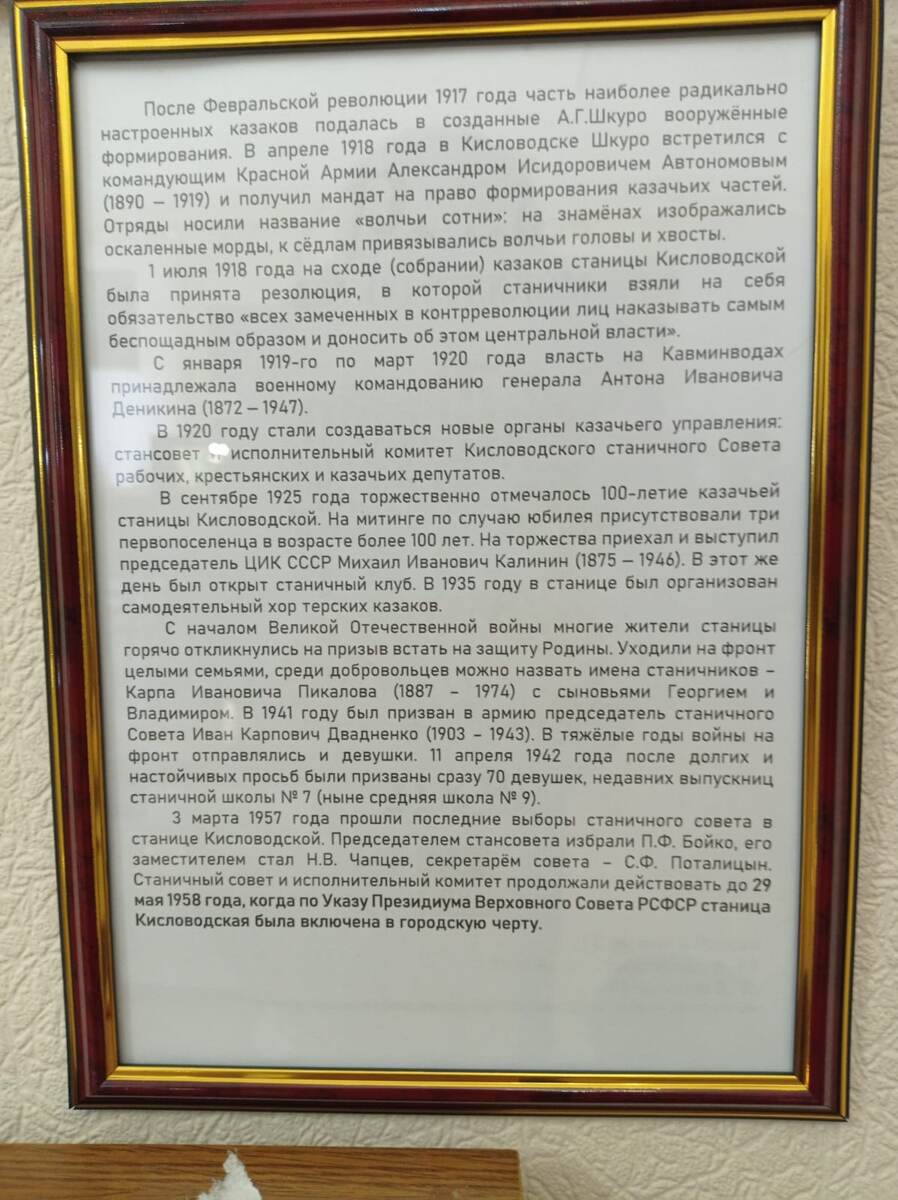 После Февральской революции 1917 года часть наиболее радикально
настроенных казаков подалась в созданные А.Г.Шкуро вооружённые
формирования. В апреле 1918 года в Кисловодске Шкуро встретился с
командующим Красной Армии Александром Исидоровичем Автономовым
(1890 – 1919) и получил мандат на право формирования казачьих частей.
Отряды носили название «волчьи сотни»: на знамёнах изображались
оскаленные морды, к сёдлам привязывались волчьи головы и хвосты.
1 июля 1918 года на сходе (собрании) казаков станицы Кисловодской
была принята резолюция, в которой станичники взяли на себя
обязательство «всех замеченных в контрреволюции лиц наказывать самым
беспощадным образом и доносить об этом центральной власти».
С января 1919-го по март 1920 года власть на Кавминводах
принадлежала военному командованию генерала Антона Ивановича
Деникина (1872 – 1947).
В 1920 году стали создаваться новые органы казачьего управления:
стансовет исполнительный комитет Кисловодского станичного Совета
рабочих, крестьянских и казачьих депутатов.
В сентябре 1925 года торжественно отмечалось 100-летие казачьей
станицы Кисловодской. На митинге по случаю юбилея присутствовали три
первопоселенца в возрасте более 100 лет. На торжества приехал и выступил
председатель ЦИК СССР Михаил Иванович Калинин (1875 – 1946). В этот же
день был открыт станичный клуб. В 1935 году в станице был организован
самодеятельный хор терских казаков.
С началом Великой Отечественной войны многие жители станицы
горячо откликнулись на призыв встать на защиту Родины. Уходили на фронт
целыми семьями, среди добровольцев можно назвать имена станичников –
Карпа Ивановича Пикалова (1887 – 1974) с сыновьями Георгием и
Владимиром. В 1941 году был призван в армию председатель станичного
Совета Иван Карпович Двадненко (1903 – 1943). В тяжёлые годы войны на
фронт отправлялись и девушки. 11 апреля 1942 года после долгих и
настойчивых просьб были призваны сразу 70 девушек, недавних выпускниц
станичной школы № 7 (ныне средняя школа № 9).
3 марта 1957 года прошли последние выборы станичного совета в
станице Кисловодской. Председателем стансовета избрали П.Ф. Бойко, его
заместителем стал Н.В. Чапцев, секретарём совета – С.Ф. Поталицын.
Станичный совет и исполнительный комитет продолжали действовать до 29
мая 1958 года, когда по Указу Президиума Верховного Совета РСФСР станица
Кисловодская была включена в городскую черту.